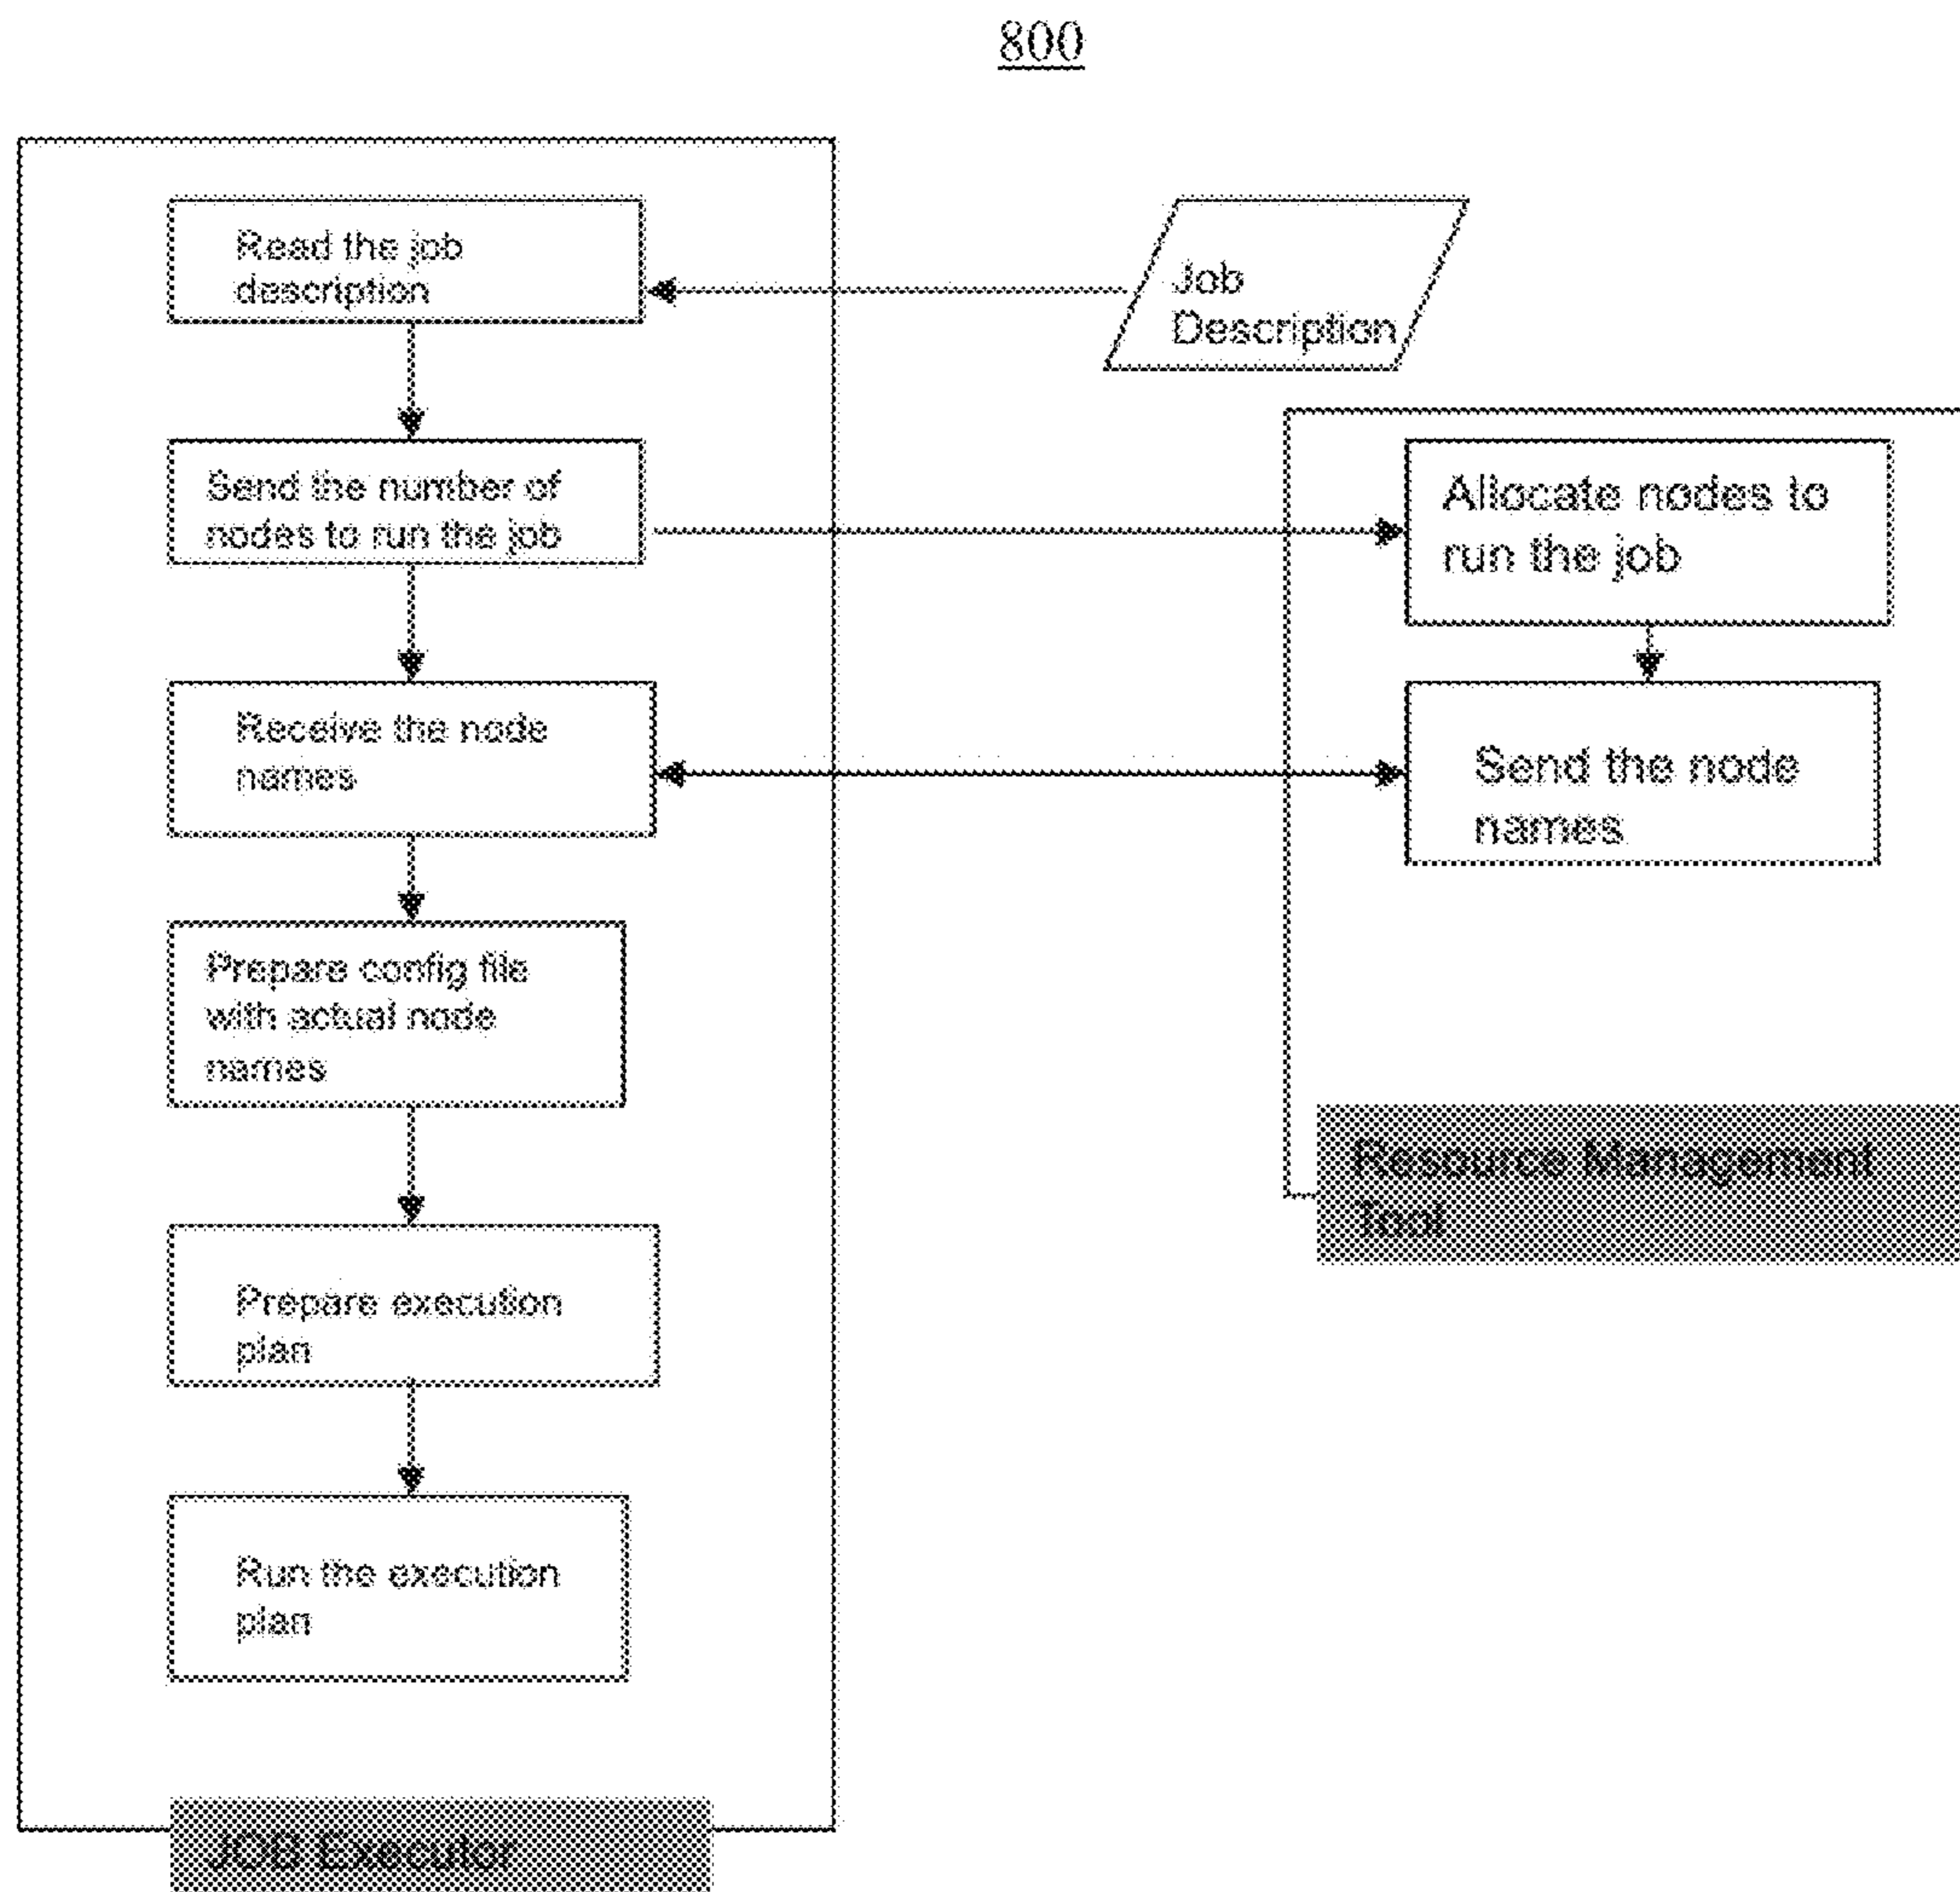 800
Read the job
description
Job
Description
Send the number of
nodes to run the job
Allocate nodes to
run the job
Receive the node
names
Send the node
names
Prepare config file
with actual node
names
Resource Management
Tool
Prepare execution
plan
Run the execution
plan
JOB Executor